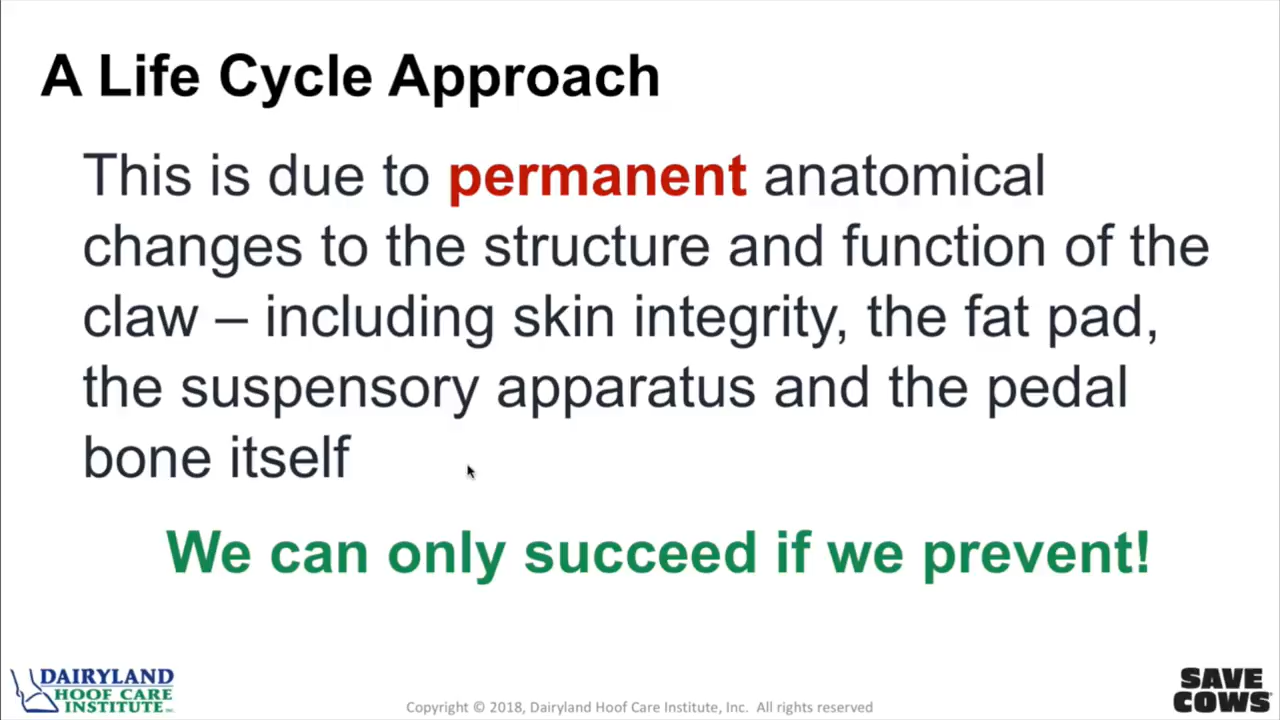 A Life Cycle Approach
This is due to permanent anatomical
changes to the structure and function of the
claw – including skin integrity, the fat pad,
the suspensory apparatus and the pedal
bone itself
We can only succeed if we prevent!
DAIRYLAND
HOOF CARE
INSTITUTE INC.
Copyright © 2018, Dairyland Hoof Care Institute, Inc. All rights reserved
SAVE
COWS